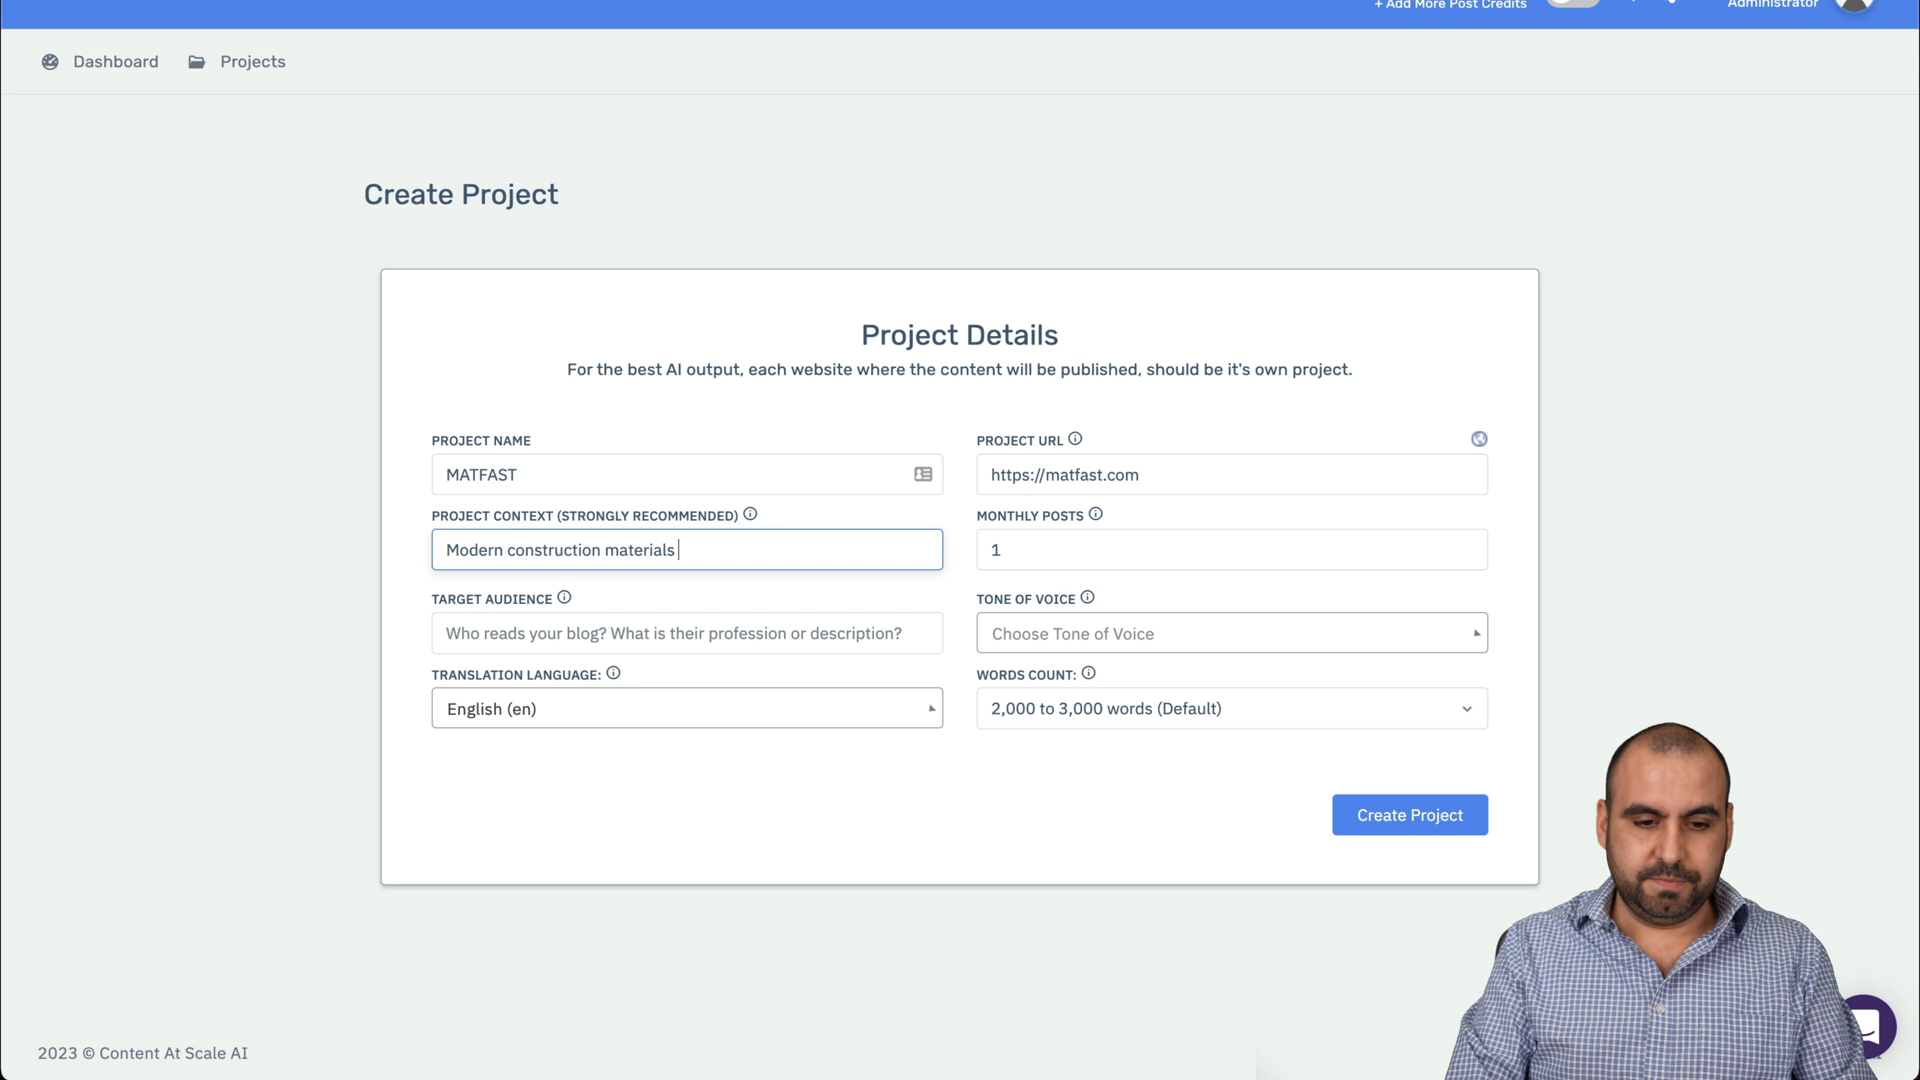 + Add More Post Credits
Administrator
Dashboard
Projects
Create Project
Project Details
For the best AI output, each website where the content will be published, should be it's own project.
PROJECT NAME
PROJECT URL
MATFAST
https://matfast.com
PROJECT CONTEXT (STRONGLY RECOMMENDED)
MONTHLY POSTS
Modern construction materials
1
TARGET AUDIENCE
TONE OF VOICE
Who reads your blog? What is their profession or description?
Choose Tone of Voice
TRANSLATION LANGUAGE:
WORDS COUNT:
English (en)
2,000 to 3,000 words (Default)
Create Project
2023 © Content At Scale AI